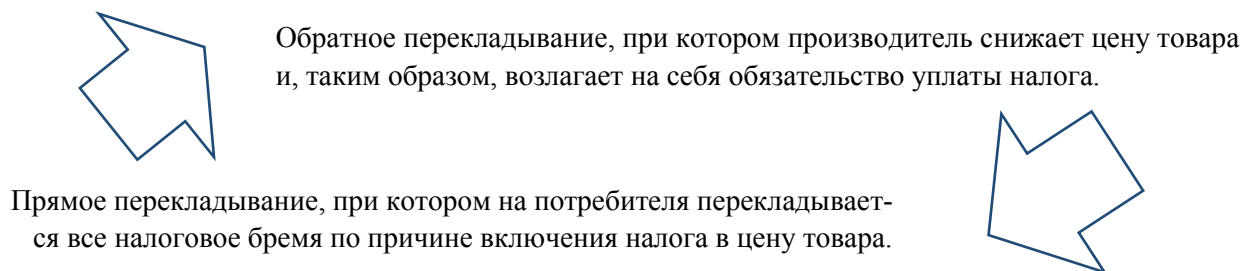 Обратное перекладывание, при котором производитель снижает цену товара
и, таким образом, возлагает на себя обязательство уплаты налога.
Прямое перекладывание, при котором на потребителя перекладывает-
ся все налоговое бремя по причине включения налога в цену товара.